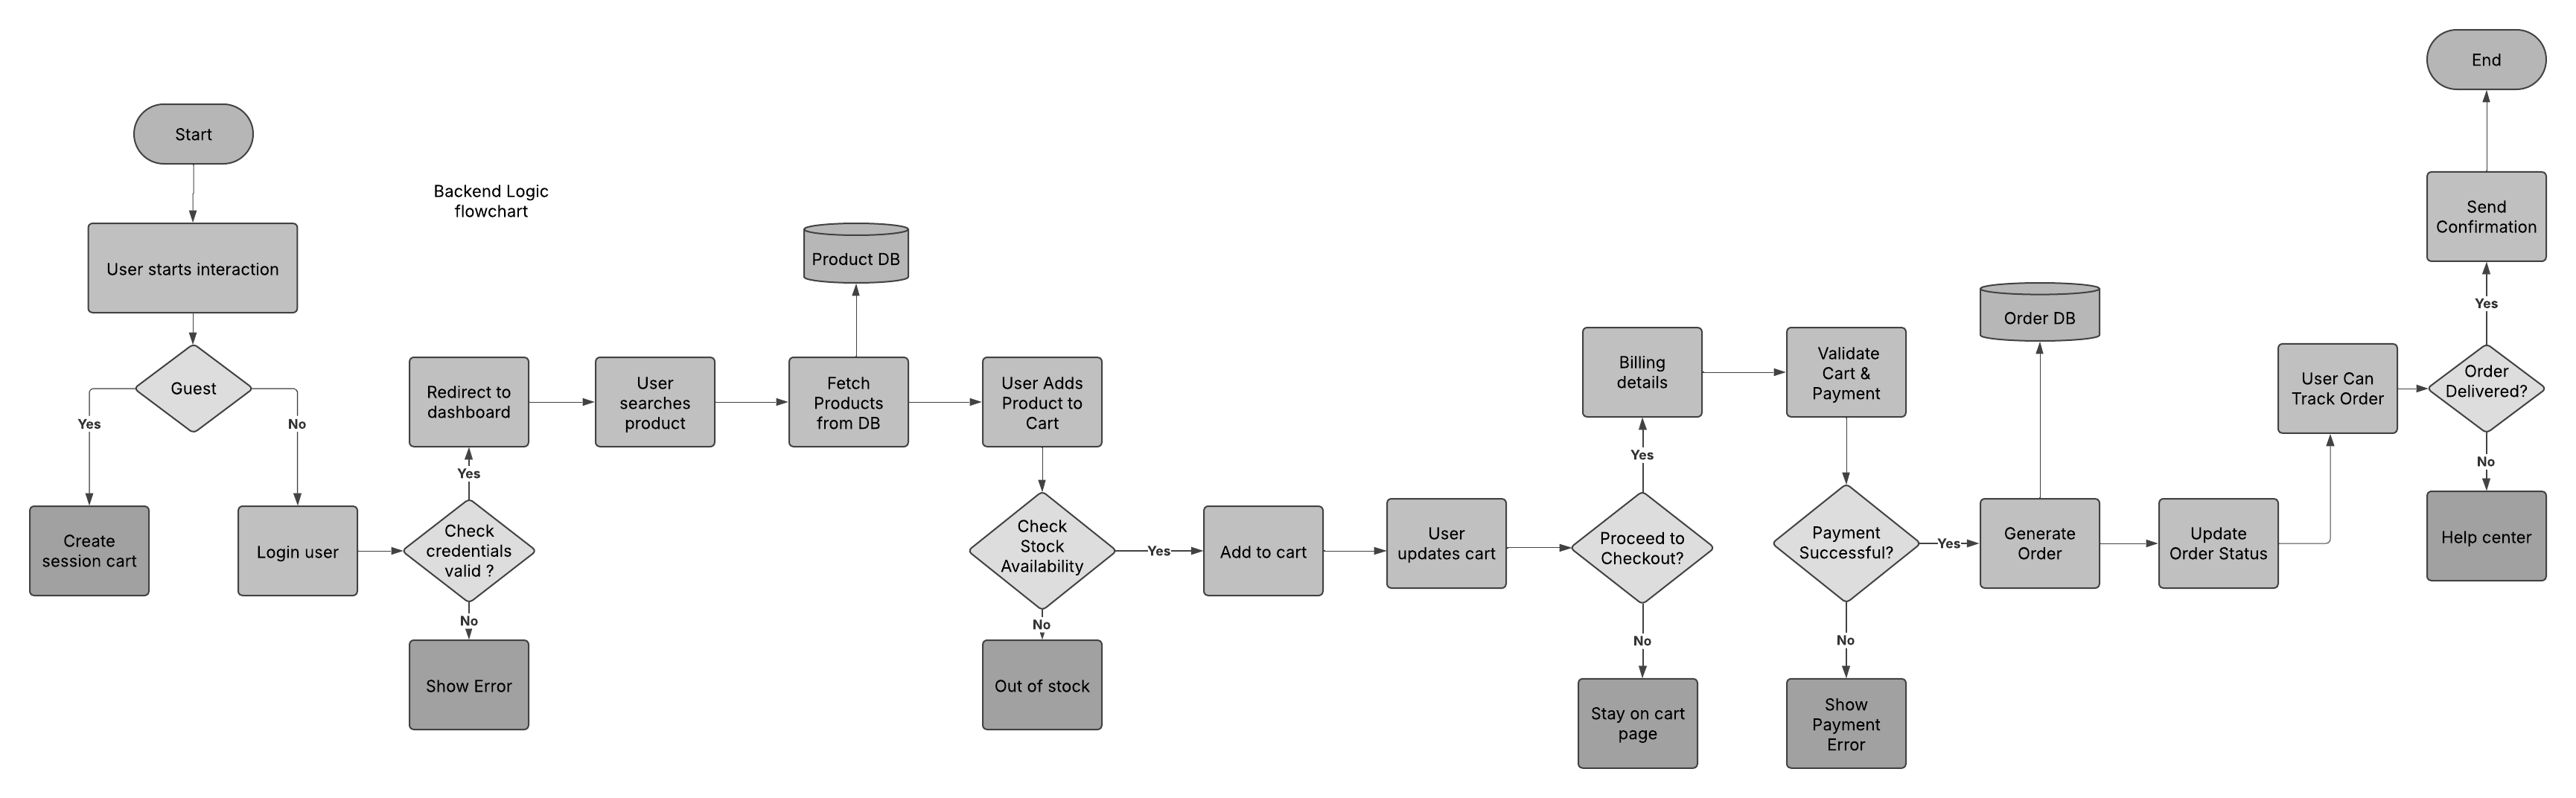 Start
User starts interaction
Guest
Yes
No
Create
session cart
Login user
Backend Logic
flowchart
Check
credentials
valid ?
Yes
Redirect to
dashboard
No
Show Error
User
searches
product
Fetch
Products
from DB
Product DB
User Adds
Product to
Cart
Check
Stock
Availability
No
Out of stock
Yes
Add to cart
User
updates cart
Proceed to
Checkout?
Yes
Billing
details
No
Stay on cart
page
Validate
Cart &
Payment
Payment
Successful?
No
Show
Payment
Error
Yes
Generate
Order
Order DB
Update
Order Status
User Can
Track Order
Order
Delivered?
Yes
Send
Confirmation
End
No
Help center